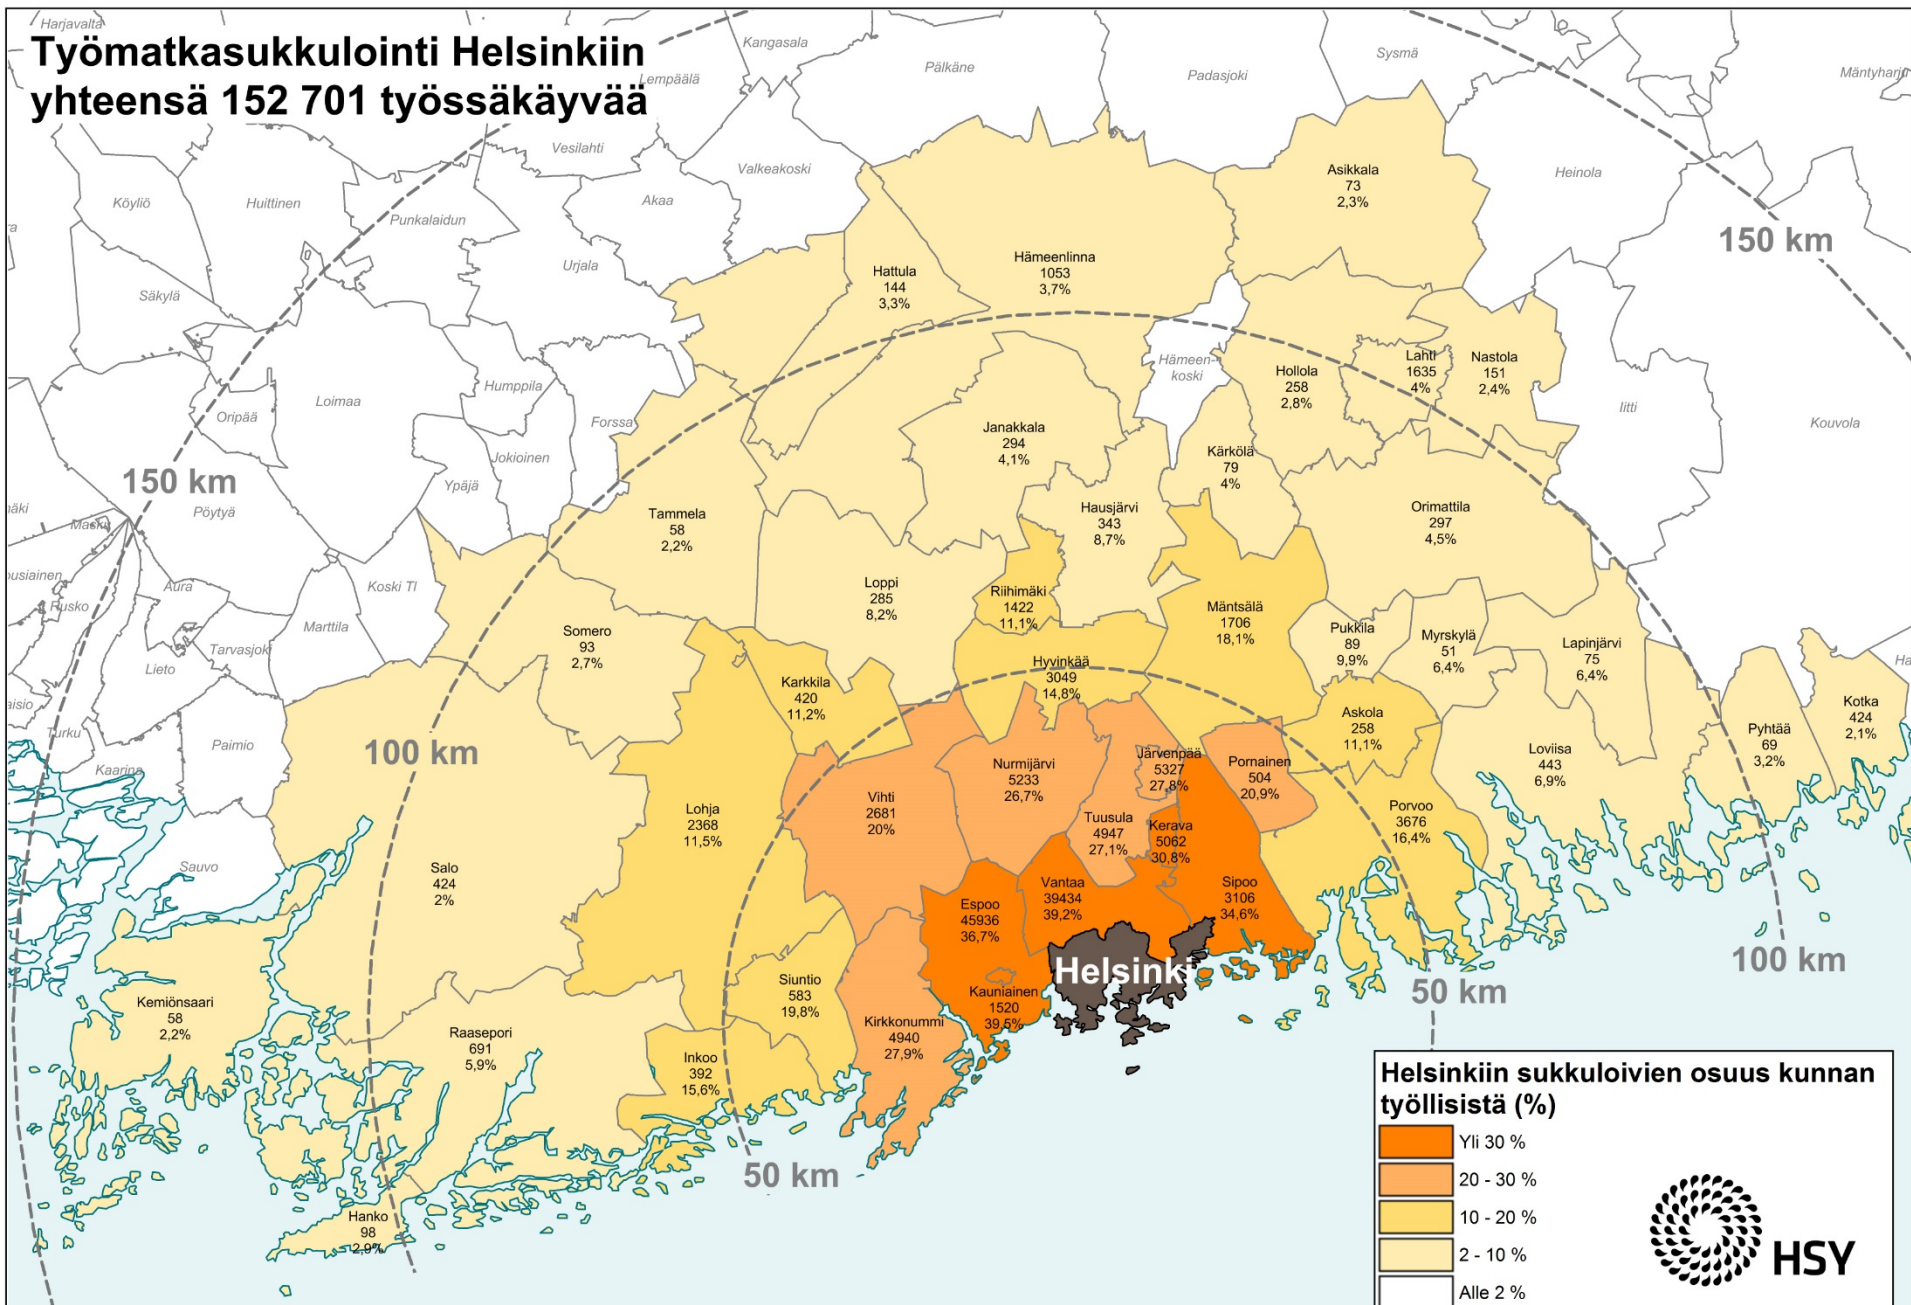 Työmatkasukkulointi Helsinkiin
yhteensä 152 701 työssäkäyvää
Harjavalta
Kangasala
Lempäälä
Pälkäne
Padasjoki
Sysmä
Mäntyharju
Vesilahti
Valkeakoski
Akaa
Köyliö
Huittinen
Punkalaidun
Urjala
Säkylä
Heinola
150 km
Asikkala
73
2,3%
Hattula
144
3,3%
Hämeenlinna
1053
3,7%
Hämeen-
koski
Hollola
258
2,8%
Lahti
1635
4%
Nastola
151
2,4%
Iitti
Kouvola
Humppila
Loimaa
Oripää
Forssa
Jokioinen
Ypäjä
150 km
Pöytyä
Masku
Janakkala
294
4,1%
Kärkölä
79
4%
Hausjärvi
343
8,7%
Orimattila
297
4,5%
Tammela
58
2,2%
Loppi
285
8,2%
Riihimäki
1422
11,1%
Mäntsälä
1706
18,1%
Pukkila
89
9,9%
Myrskylä
51
6,4%
Lapinjärvi
75
6,4%
Aura
Koski Tl
Rusko
Marttila
Tarvasjoki
Lieto
Somero
93
2,7%
Karkkila
420
11,2%
Hyvinkää
3049
14,8%
Askola
258
11,1%
Loviisa
443
6,9%
Pyhtää
69
3,2%
Kotka
424
2,1%
Turku
Paimio
Kaarina
Sauvo
100 km
Lohja
2368
11,5%
Vihti
2681
20%
Nurmijärvi
5233
26,7%
Järvenpää
5327
27,8%
Pornainen
504
20,9%
Tuusula
4947
27,1%
Kerava
5062
30,8%
Porvoo
3676
16,4%
Salo
424
2%
Espoo
45936
36,7%
Vantaa
39434
39,2%
Sipoo
3106
34,6%
Helsinki
100 km
50 km
Kemiönsaari
58
2,2%
Raasepori
691
5,9%
Siuntio
583
19,8%
Kauniainen
1520
39,5%
Kirkkonummi
4940
27,9%
Inkoo
392
15,6%
50 km
Hanko
98
2,9%
Helsinkiin sukkuloivien osuus kunnan
työllisistä (%)
Yli 30 %
20 - 30 %
10 - 20 %
2 - 10 %
Alle 2 %
HSY